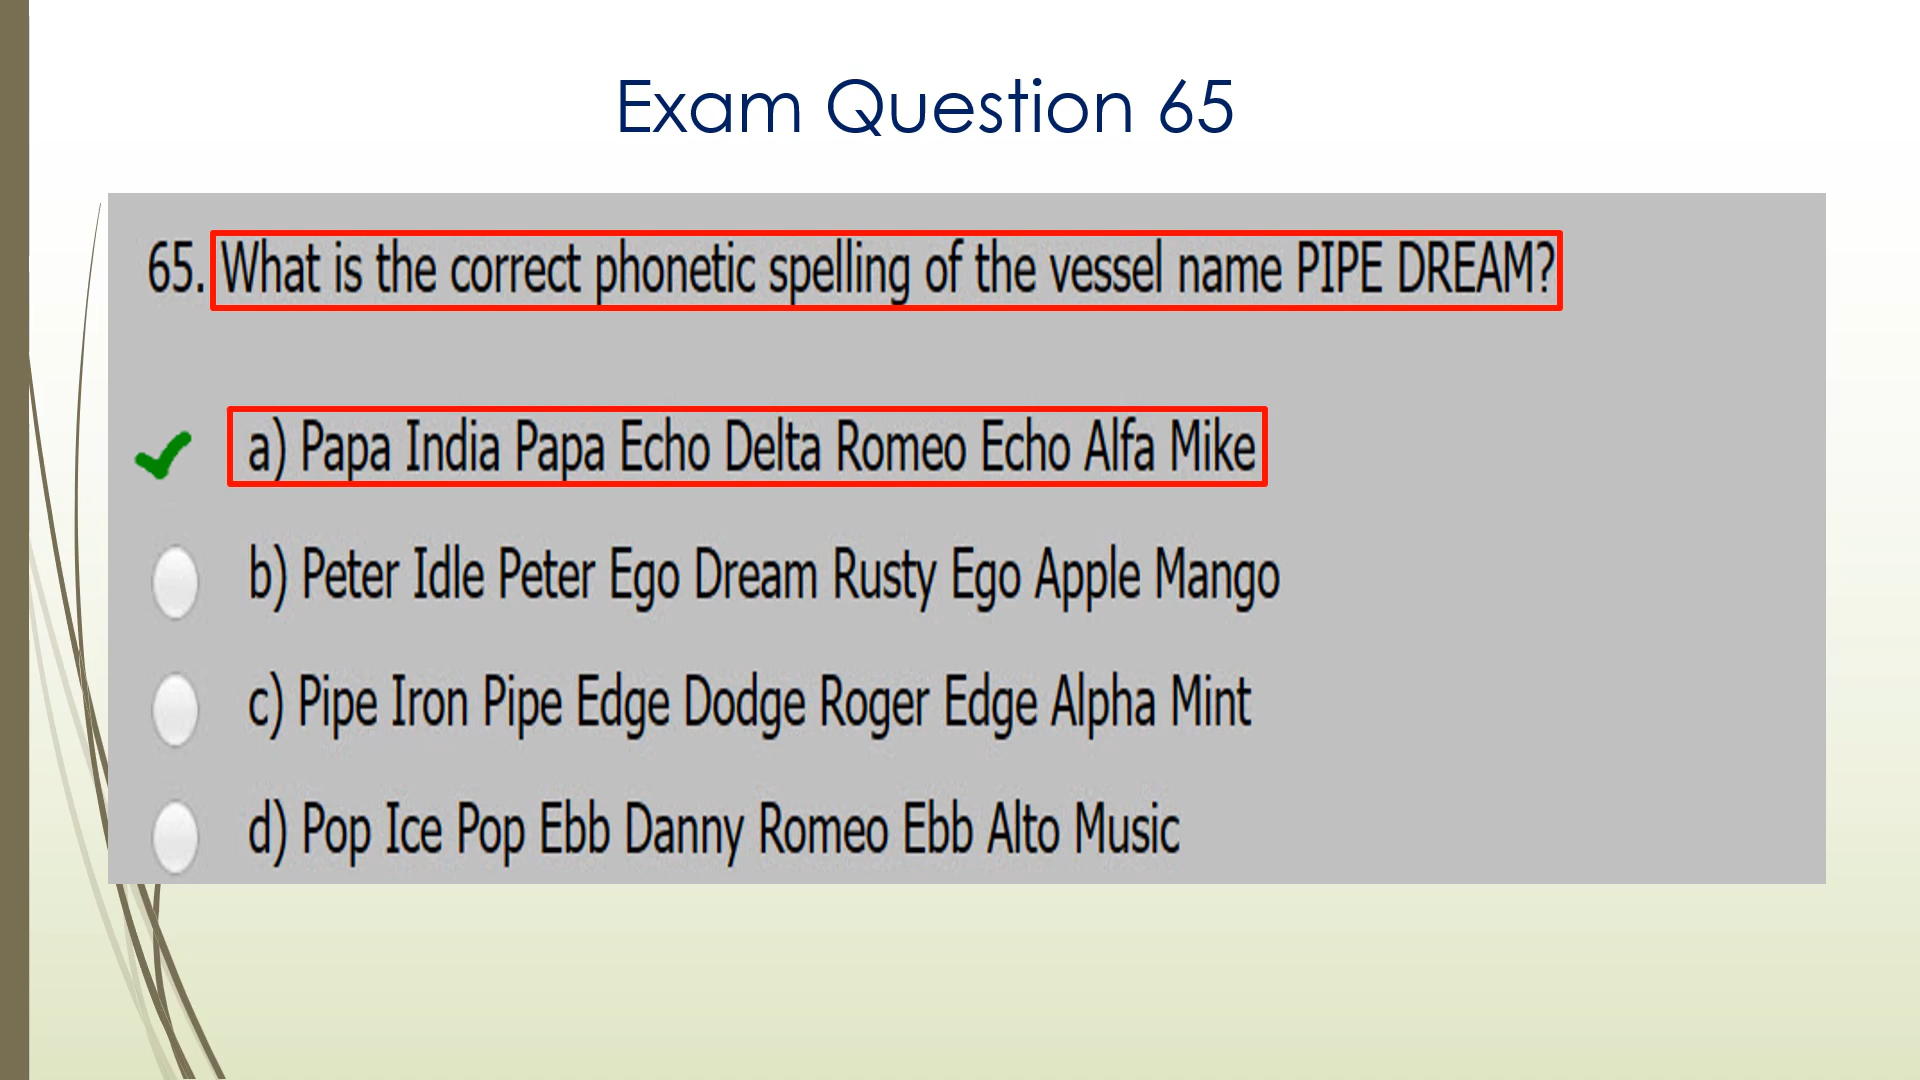 Exam Question 65
65. What is the correct phonetic spelling of the vessel name PIPE DREAM?
a) Papa India Papa Echo Delta Romeo Echo Alfa Mike
b) Peter Idle Peter Ego Dream Rusty Ego Apple Mango
c) Pipe Iron Pipe Edge Dodge Roger Edge Alpha Mint
d) Pop Ice Pop Ebb Danny Romeo Ebb Alto Music